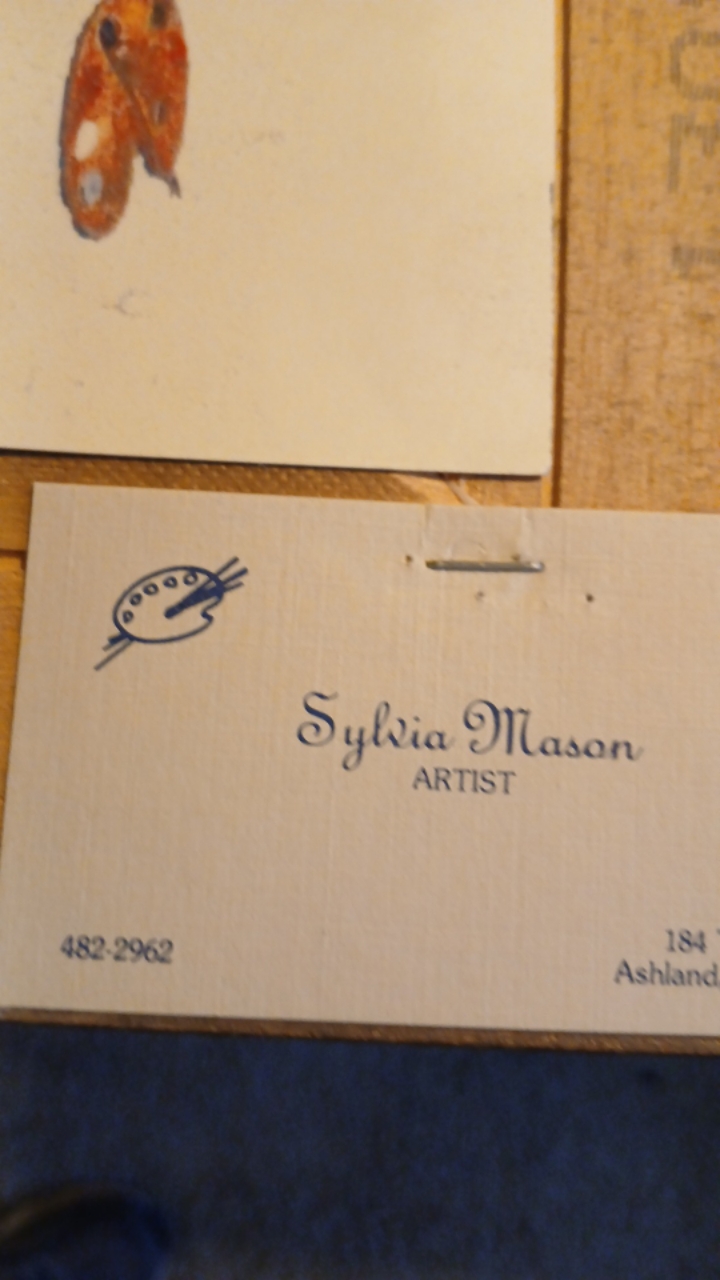 Sylvia Mason
ARTIST
482-2962
184
Ashland,